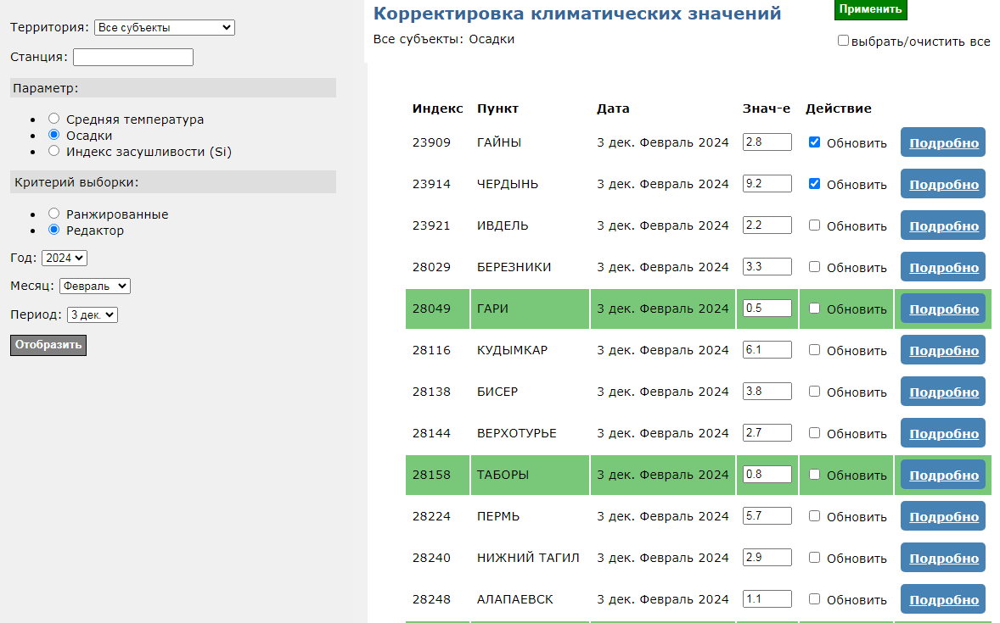 Территория: Все субъекты
Станция:
Параметр:
Средняя температура
Осадки
Индекс засушливости (Si)
Критерий выборки:
Ранжированные
Редактор
Год: 2024
Месяц: Февраль
Период: 3 дек.
Отобразить
Корректировка климатических значений
Применить
Все субъекты: Осадки
выбрать/очистить все
Индекс Пункт Дата Знач-е Действие
23909 ГАЙНЫ 3 дек. Февраль 2024 2.8 Обновить Подробно
23914 ЧЕРДЫНЬ 3 дек. Февраль 2024 9.2 Обновить Подробно
23921 ИВДЕЛЬ 3 дек. Февраль 2024 2.2 Обновить Подробно
28029 БЕРЕЗНИКИ 3 дек. Февраль 2024 3.3 Обновить Подробно
28049 ГАРИ 3 дек. Февраль 2024 0.5 Обновить Подробно
28116 КУДЫМКАР 3 дек. Февраль 2024 6.1 Обновить Подробно
28138 БИСЕР 3 дек. Февраль 2024 3.8 Обновить Подробно
28144 ВЕРХОТУРЬЕ 3 дек. Февраль 2024 2.7 Обновить Подробно
28158 ТАБОРЫ 3 дек. Февраль 2024 0.8 Обновить Подробно
28224 ПЕРМЬ 3 дек. Февраль 2024 5.7 Обновить Подробно
28240 НИЖНИЙ ТАГИЛ 3 дек. Февраль 2024 2.9 Обновить Подробно
28248 АЛАПАЕВСК 3 дек. Февраль 2024 1.1 Обновить Подробно